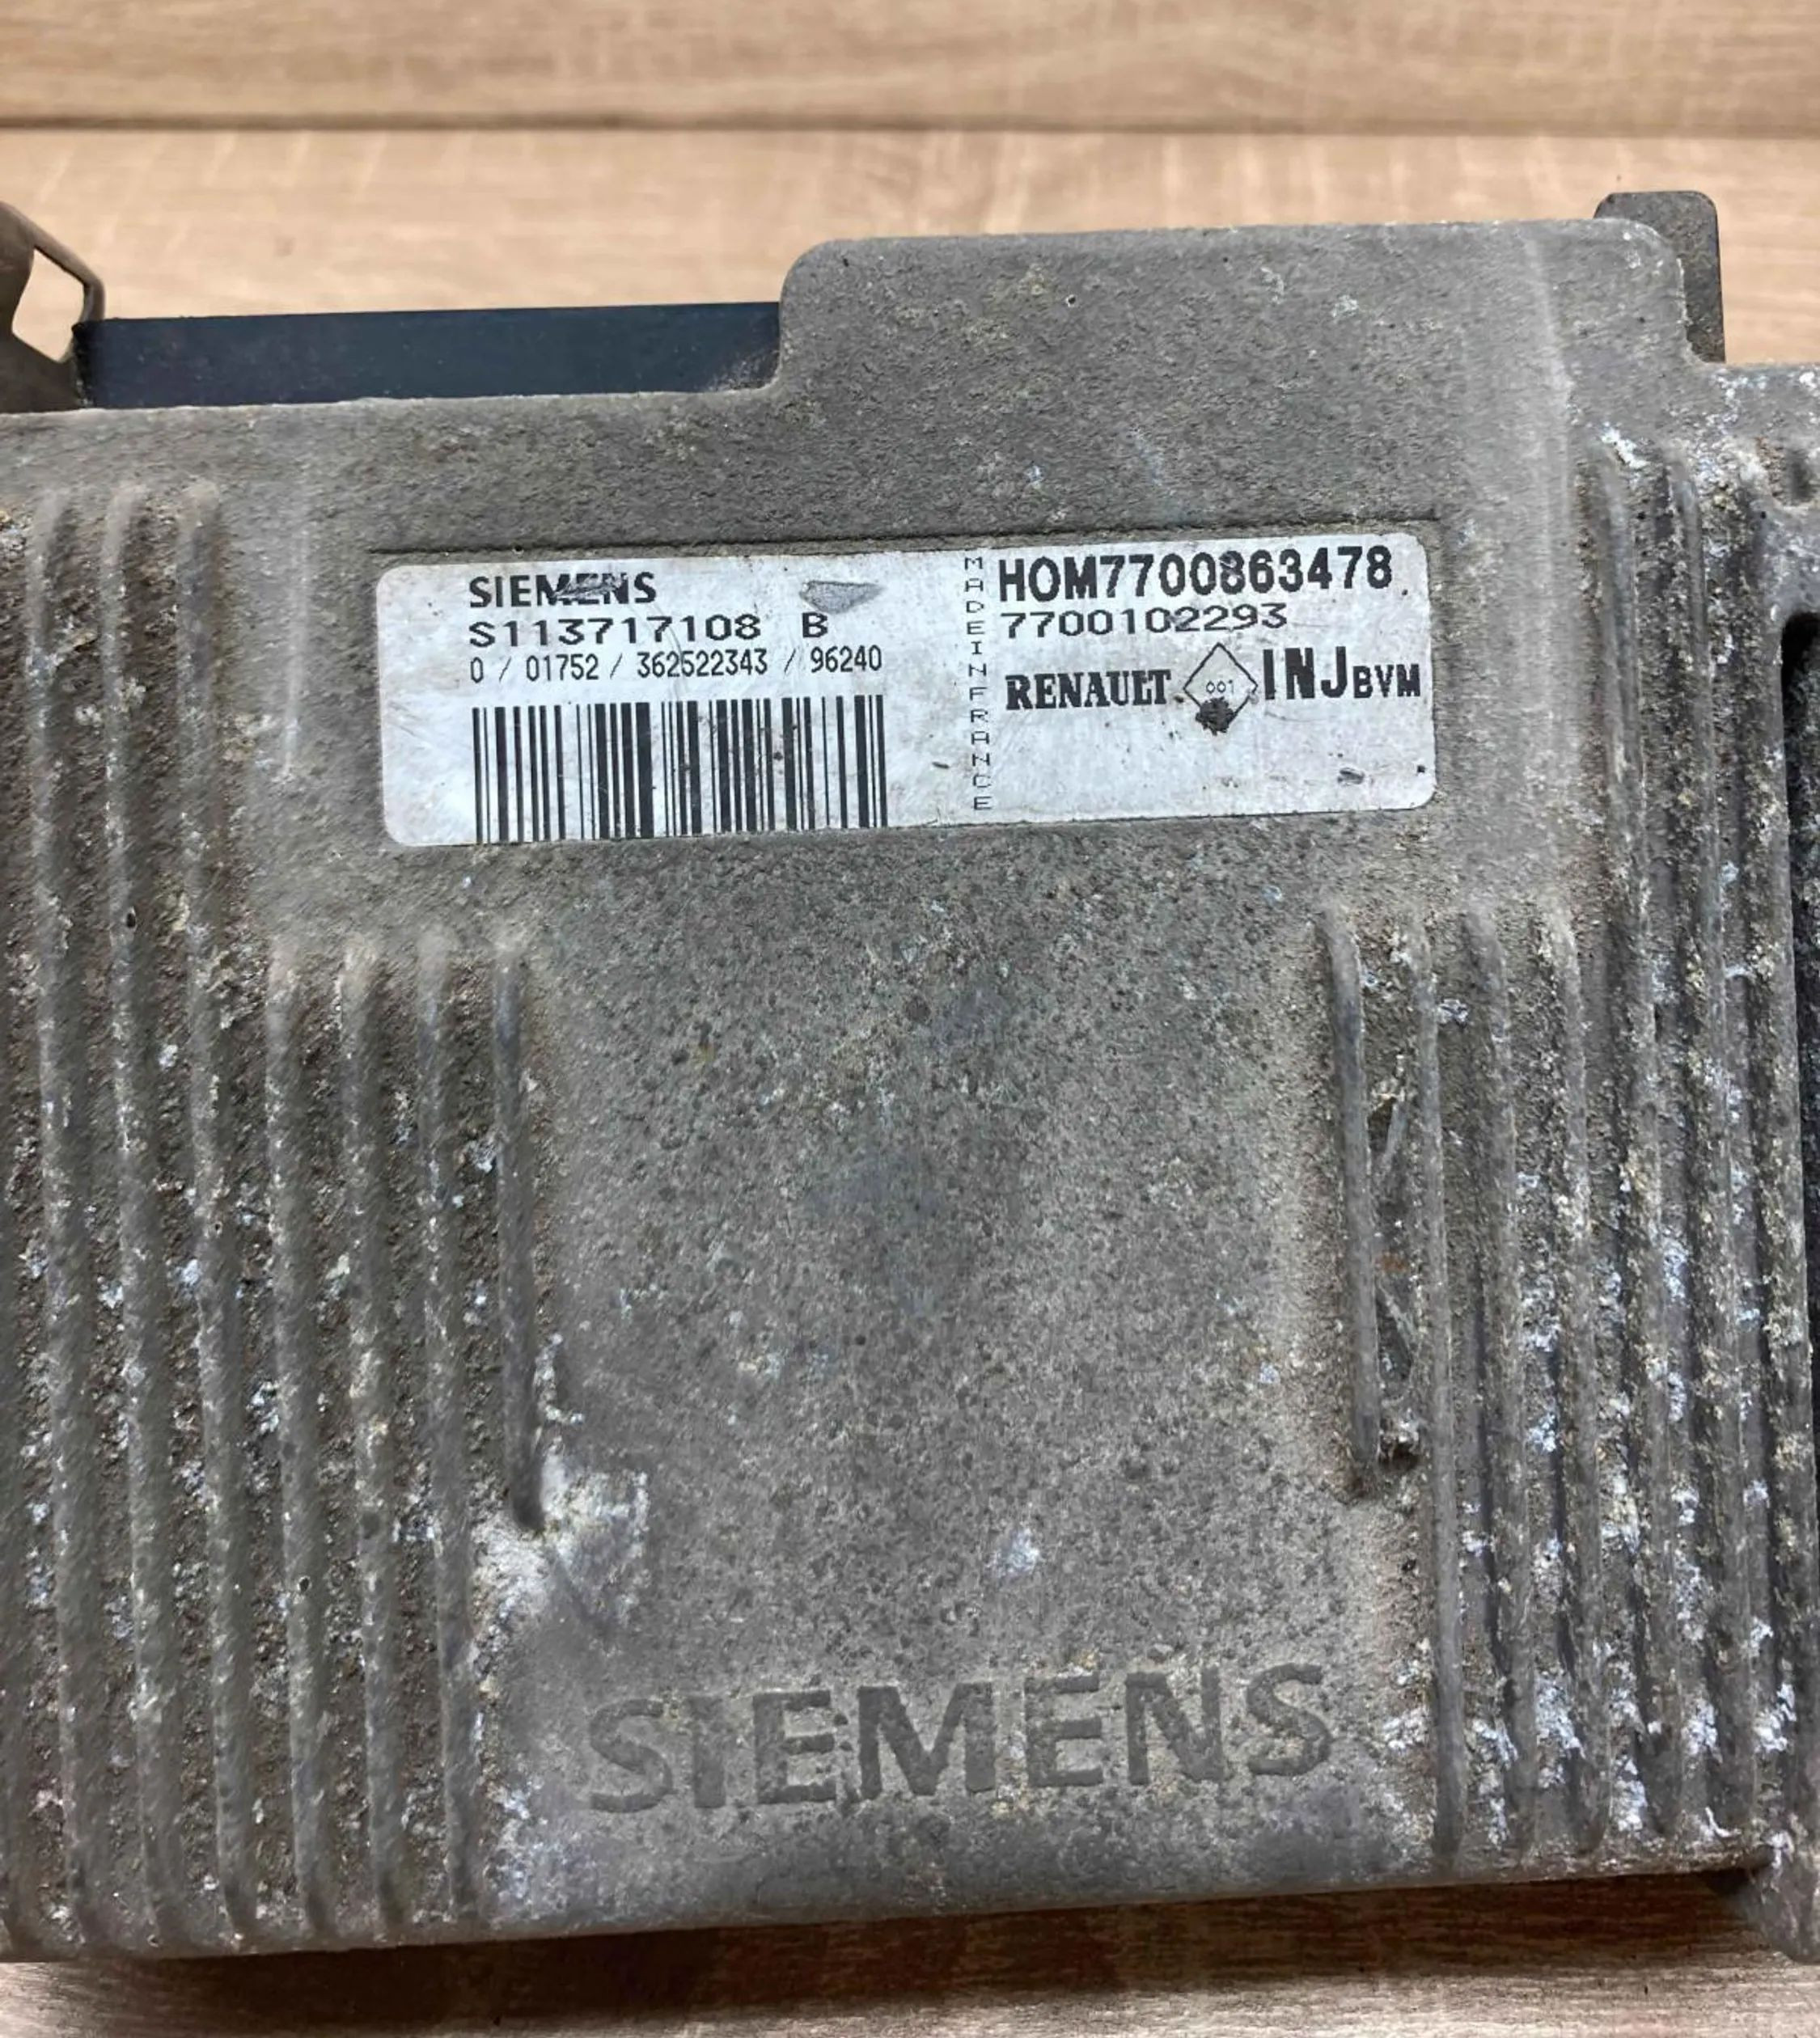 SIEMENS
S113717108 B
0 / 01752 / 362522343 / 96240
MADE IN FRANCE
HOM7700863478
7700102293
RENAULT 001 INJ BVM
SIEMENS